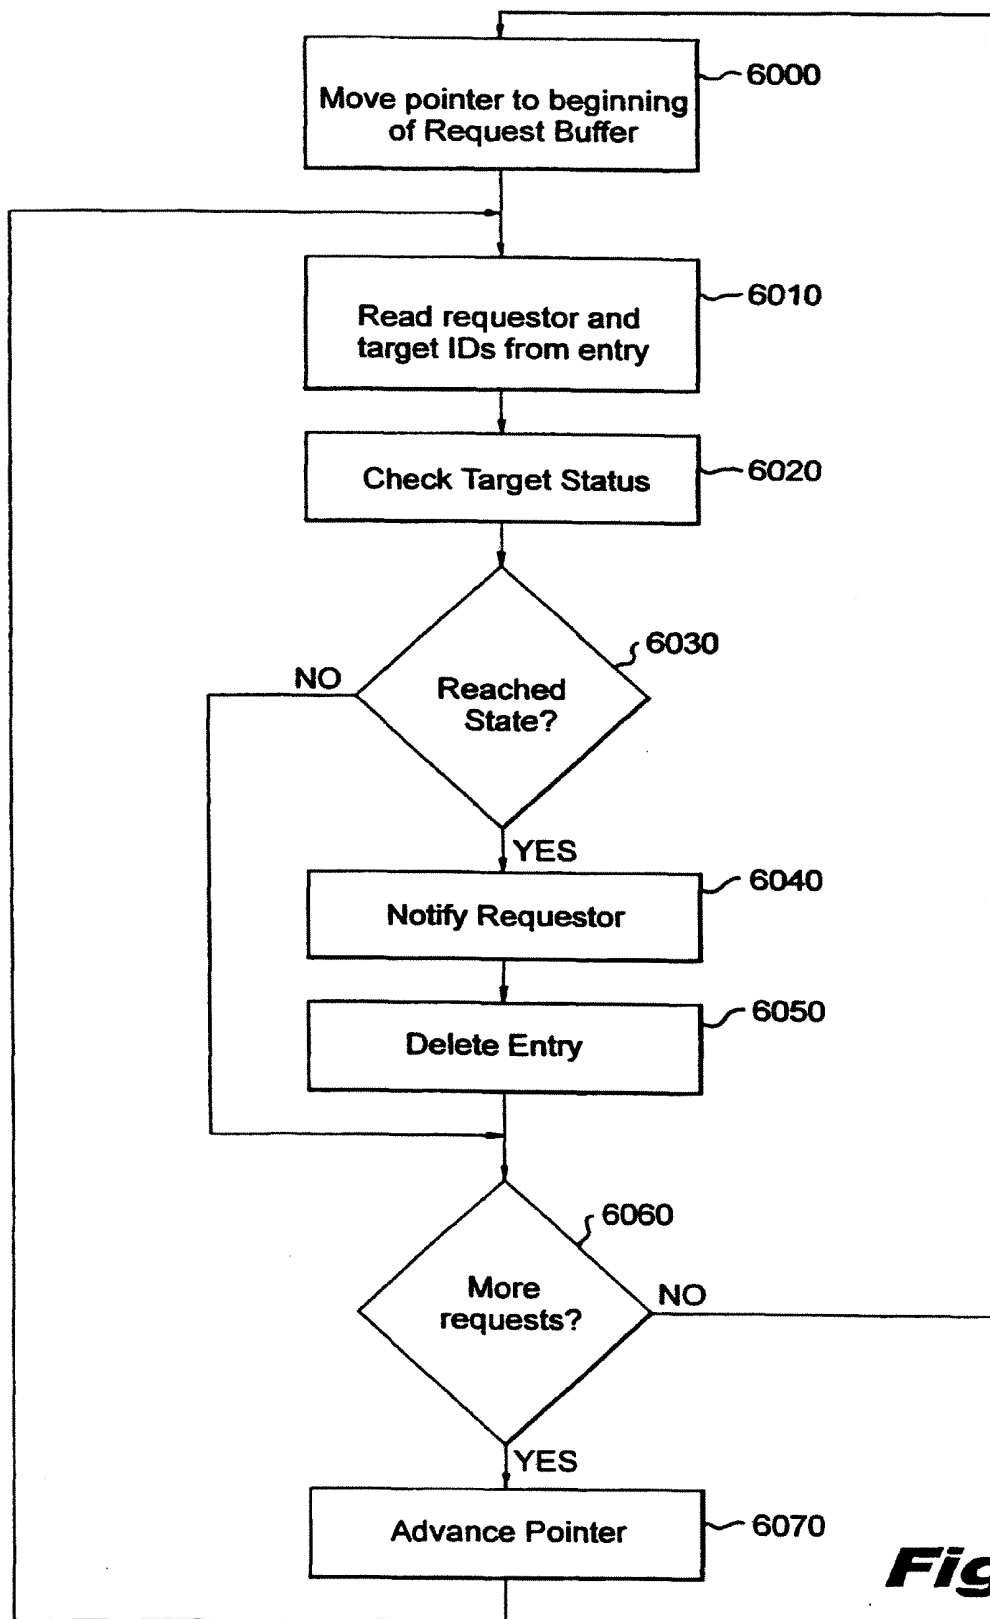 6000
Move pointer to beginning
of Request Buffer
6010
Read requestor and
target IDs from entry
6020
Check Target Status
6030
NO
Reached
State?
YES
6040
Notify Requestor
6050
Delete Entry
6060
More
requests?
NO
YES
6070
Advance Pointer
Fig